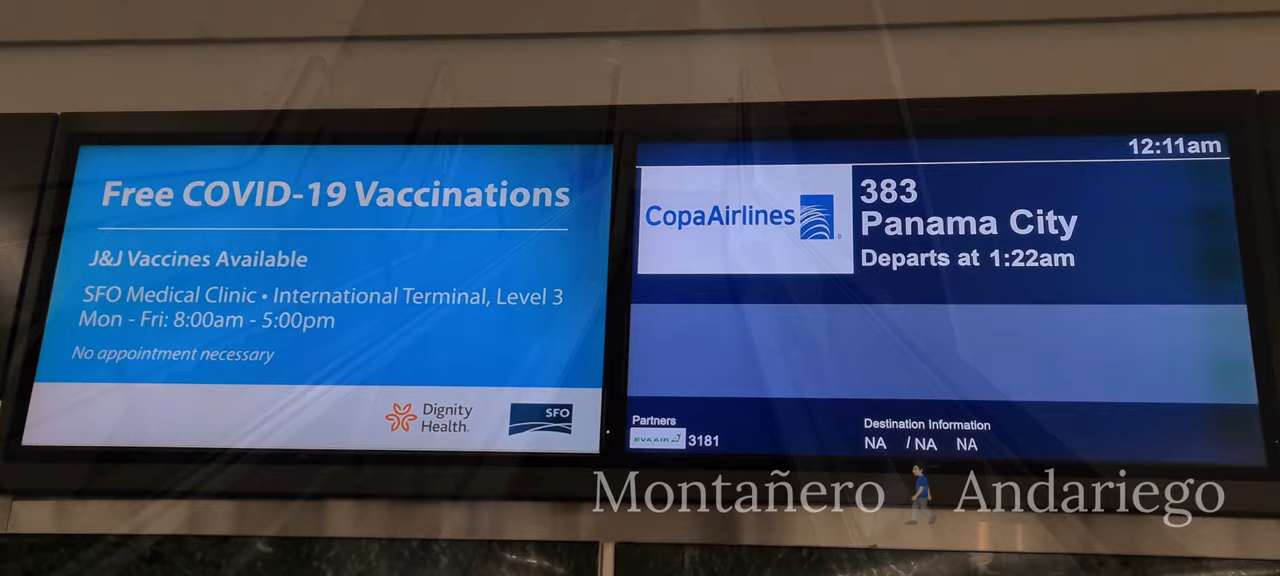 Free COVID-19 Vaccinations
J&J Vaccines Available
SFO Medical Clinic • International Terminal, Level 3
Mon - Fri: 8:00am - 5:00pm
No appointment necessary
Dignity
Health.
SFO
12:11am
CopaAirlines
383
Panama City
Departs at 1:22am
Partners
EVA AIR 3181
Destination Information
NA / NA NA
Montañero Andariego